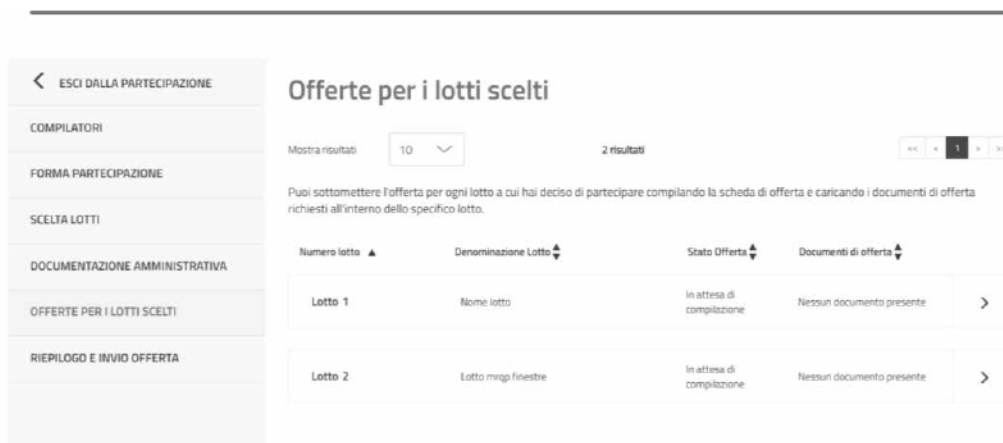 ESCI DALLA PARTECIPAZIONE
COMPILATORI
FORMA PARTECIPAZIONE
SCELTA LOTTI
DOCUMENTAZIONE AMMINISTRATIVA
OFFERTE PER I LOTTI SCELTI
RIEPILOGO E INVIO OFFERTA
Offerte per i lotti scelti
Mostra risultati 10 2 risultati << < 1 > >>
Puoi sottomettere l'offerta per ogni lotto a cui hai deciso di partecipare compilando la scheda di offerta e caricando i documenti di offerta
richiesti all'interno dello specifico lotto.
Numero lotto Denominazione Lotto Stato Offerta Documenti di offerta
Lotto 1 Nome lotto In attesa di compilazione Nessun documento presente
Lotto 2 Lotto mrqp finestre In attesa di compilazione Nessun documento presente